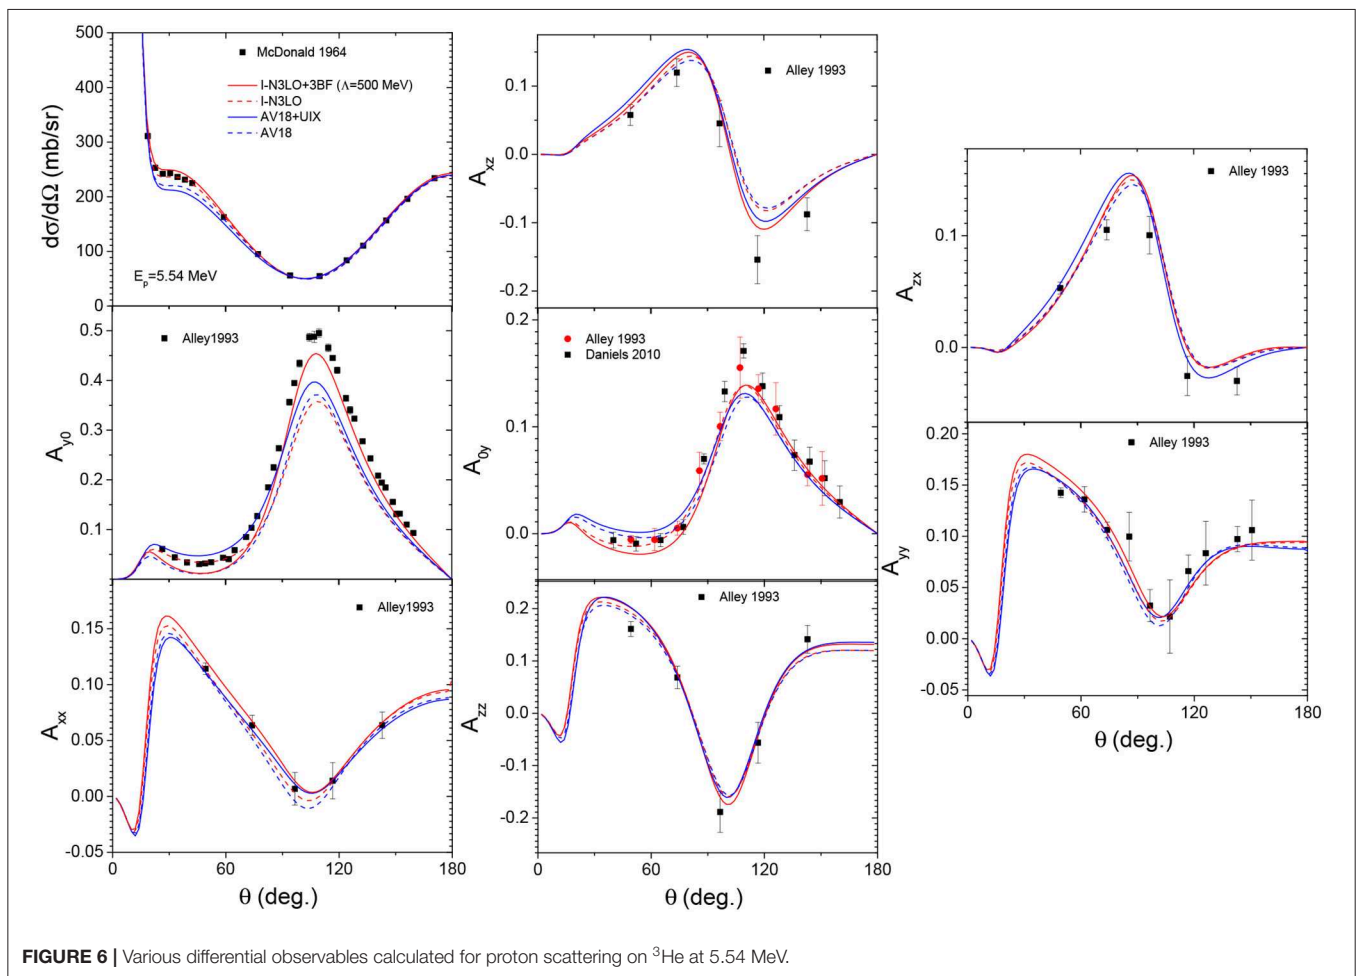 500
400
300
200
100
0
dσ/dΩ (mb/sr)
McDonald 1964
I-N3LO+3BF (Λ=500 MeV)
I-N3LO
AV18+UIX
AV18
E_p=5.54 MeV
0.1
0.0
-0.1
-0.2
A_xz
Alley 1993
0.1
0.0
A_zx
Alley 1993
0.5
0.4
0.3
0.2
0.1
A_y0
Alley1993
0.2
0.1
0.0
A_0y
Alley 1993
Daniels 2010
0.20
0.15
0.10
0.05
0.00
-0.05
A_yy
Alley 1993
0 60 120 180
θ (deg.)
0.15
0.10
0.05
0.00
-0.05
A_xx
Alley1993
0 60 120 180
θ (deg.)
0.2
0.1
0.0
-0.1
-0.2
A_zz
Alley 1993
0 60 120 180
θ (deg.)
FIGURE 6 | Various differential observables calculated for proton scattering on ³He at 5.54 MeV.